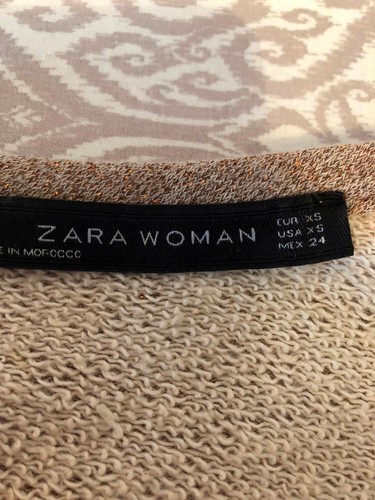 ZARA WOMAN
E IN MOROCCO
EUR XS
USA XS
MEX 24